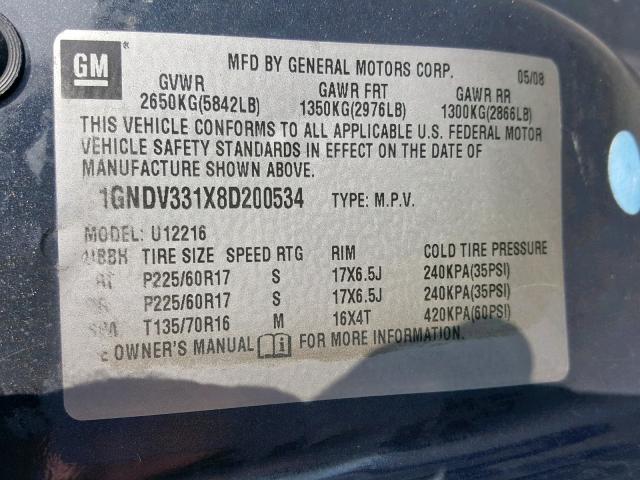 GM
MFD BY GENERAL MOTORS CORP. 05/08
GVWR GAWR FRT GAWR RR
2650KG(5842LB) 1350KG(2976LB) 1300KG(2866LB)
THIS VEHICLE CONFORMS TO ALL APPLICABLE U.S. FEDERAL MOTOR
VEHICLE SAFETY STANDARDS IN EFFECT ON THE DATE OF
MANUFACTURE SHOWN ABOVE.
1GNDV331X8D200534 TYPE: M.P.V.
MODEL: U12216
TIRE SIZE SPEED RTG RIM COLD TIRE PRESSURE
P225/60R17 S 17X6.5J 240KPA(35PSI)
P225/60R17 S 17X6.5J 240KPA(35PSI)
T135/70R16 M 16X4T 420KPA(60PSI)
OWNER'S MANUAL i FOR MORE INFORMATION.